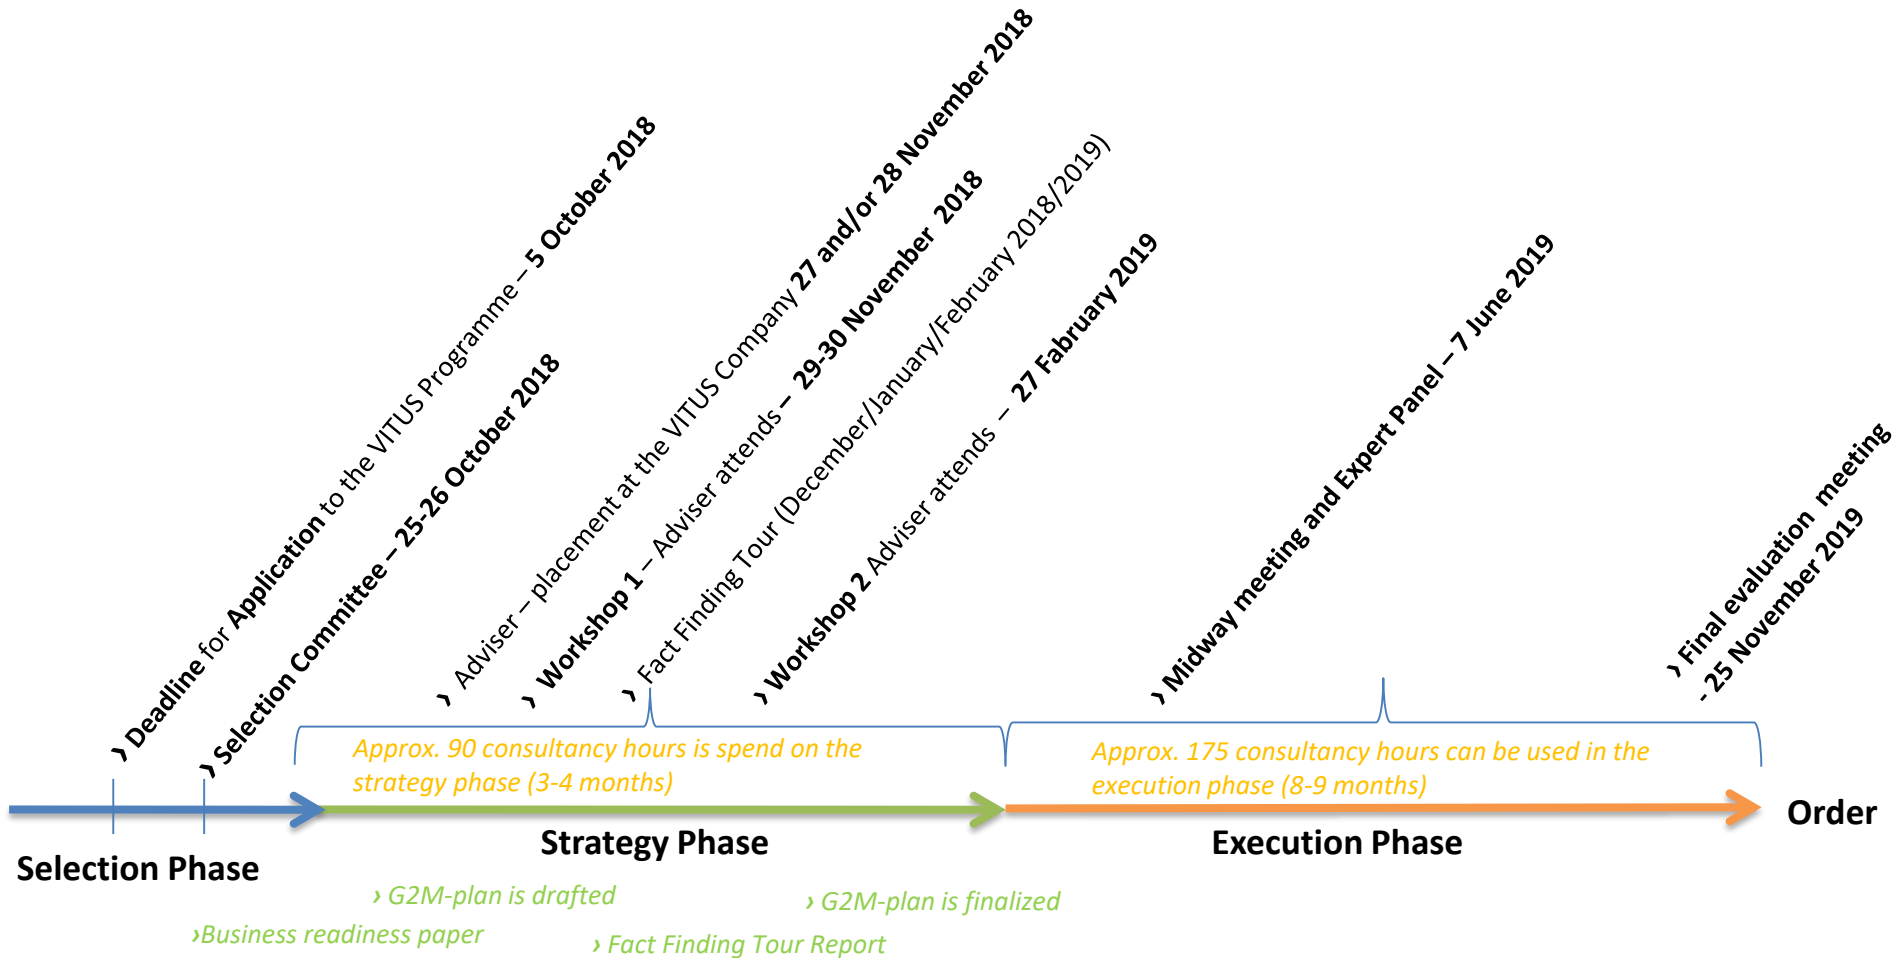 › Deadline for Application to the VITUS Programme – 5 October 2018
› Selection Committee – 25-26 October 2018
› Adviser – placement at the VITUS Company 27 and/or 28 November 2018
› Workshop 1 – Adviser attends – 29-30 November 2018
› Fact Finding Tour (December/January/February 2018/2019)
› Workshop 2 Adviser attends – 27 Fabruary 2019
› Midway meeting and Expert Panel – 7 June 2019
› Final evaluation meeting
- 25 November 2019
Approx. 90 consultancy hours is spend on the
strategy phase (3-4 months)
Approx. 175 consultancy hours can be used in the
execution phase (8-9 months)
Selection Phase
Strategy Phase
Execution Phase
Order
› G2M-plan is drafted
› G2M-plan is finalized
›Business readiness paper
› Fact Finding Tour Report